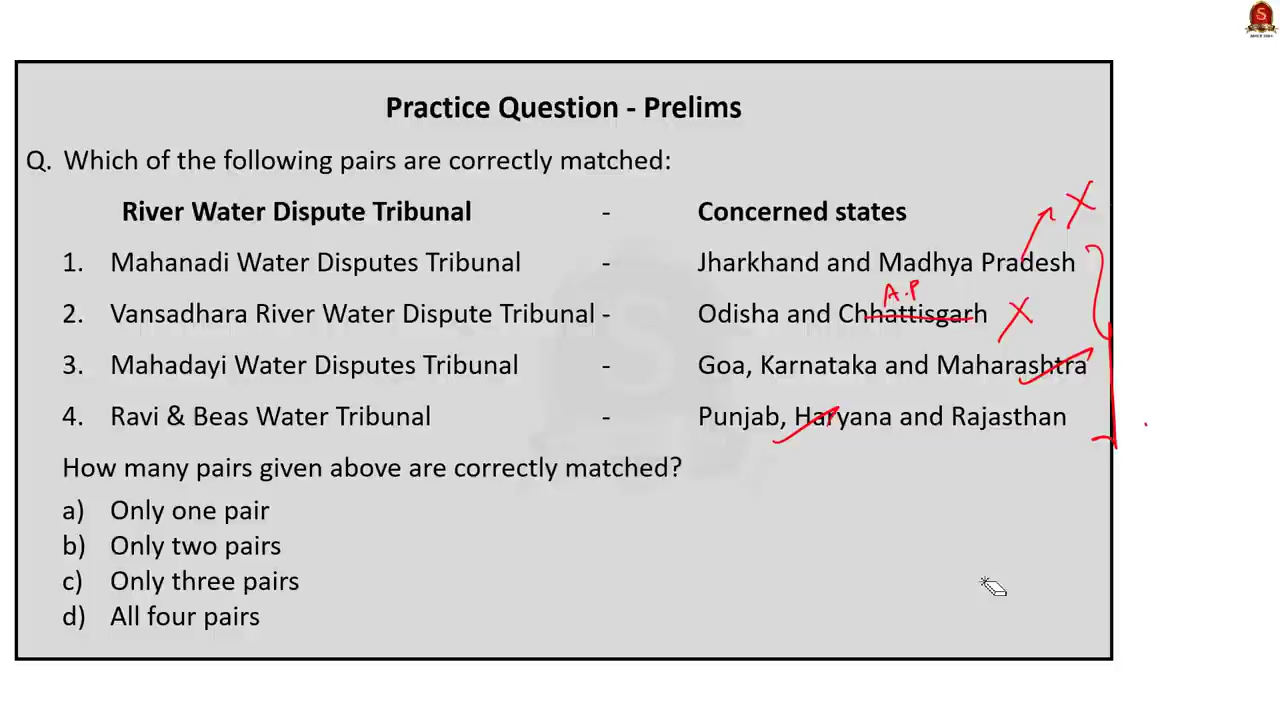 S
Practice Question - Prelims
Q. Which of the following pairs are correctly matched:
River Water Dispute Tribunal - Concerned states
1. Mahanadi Water Disputes Tribunal - Jharkhand and Madhya Pradesh X
A.P
2. Vansadhara River Water Dispute Tribunal - Odisha and Chhattisgarh X
3. Mahadayi Water Disputes Tribunal - Goa, Karnataka and Maharashtra
4. Ravi & Beas Water Tribunal - Punjab, Haryana and Rajasthan
How many pairs given above are correctly matched?
a) Only one pair
b) Only two pairs
c) Only three pairs
d) All four pairs